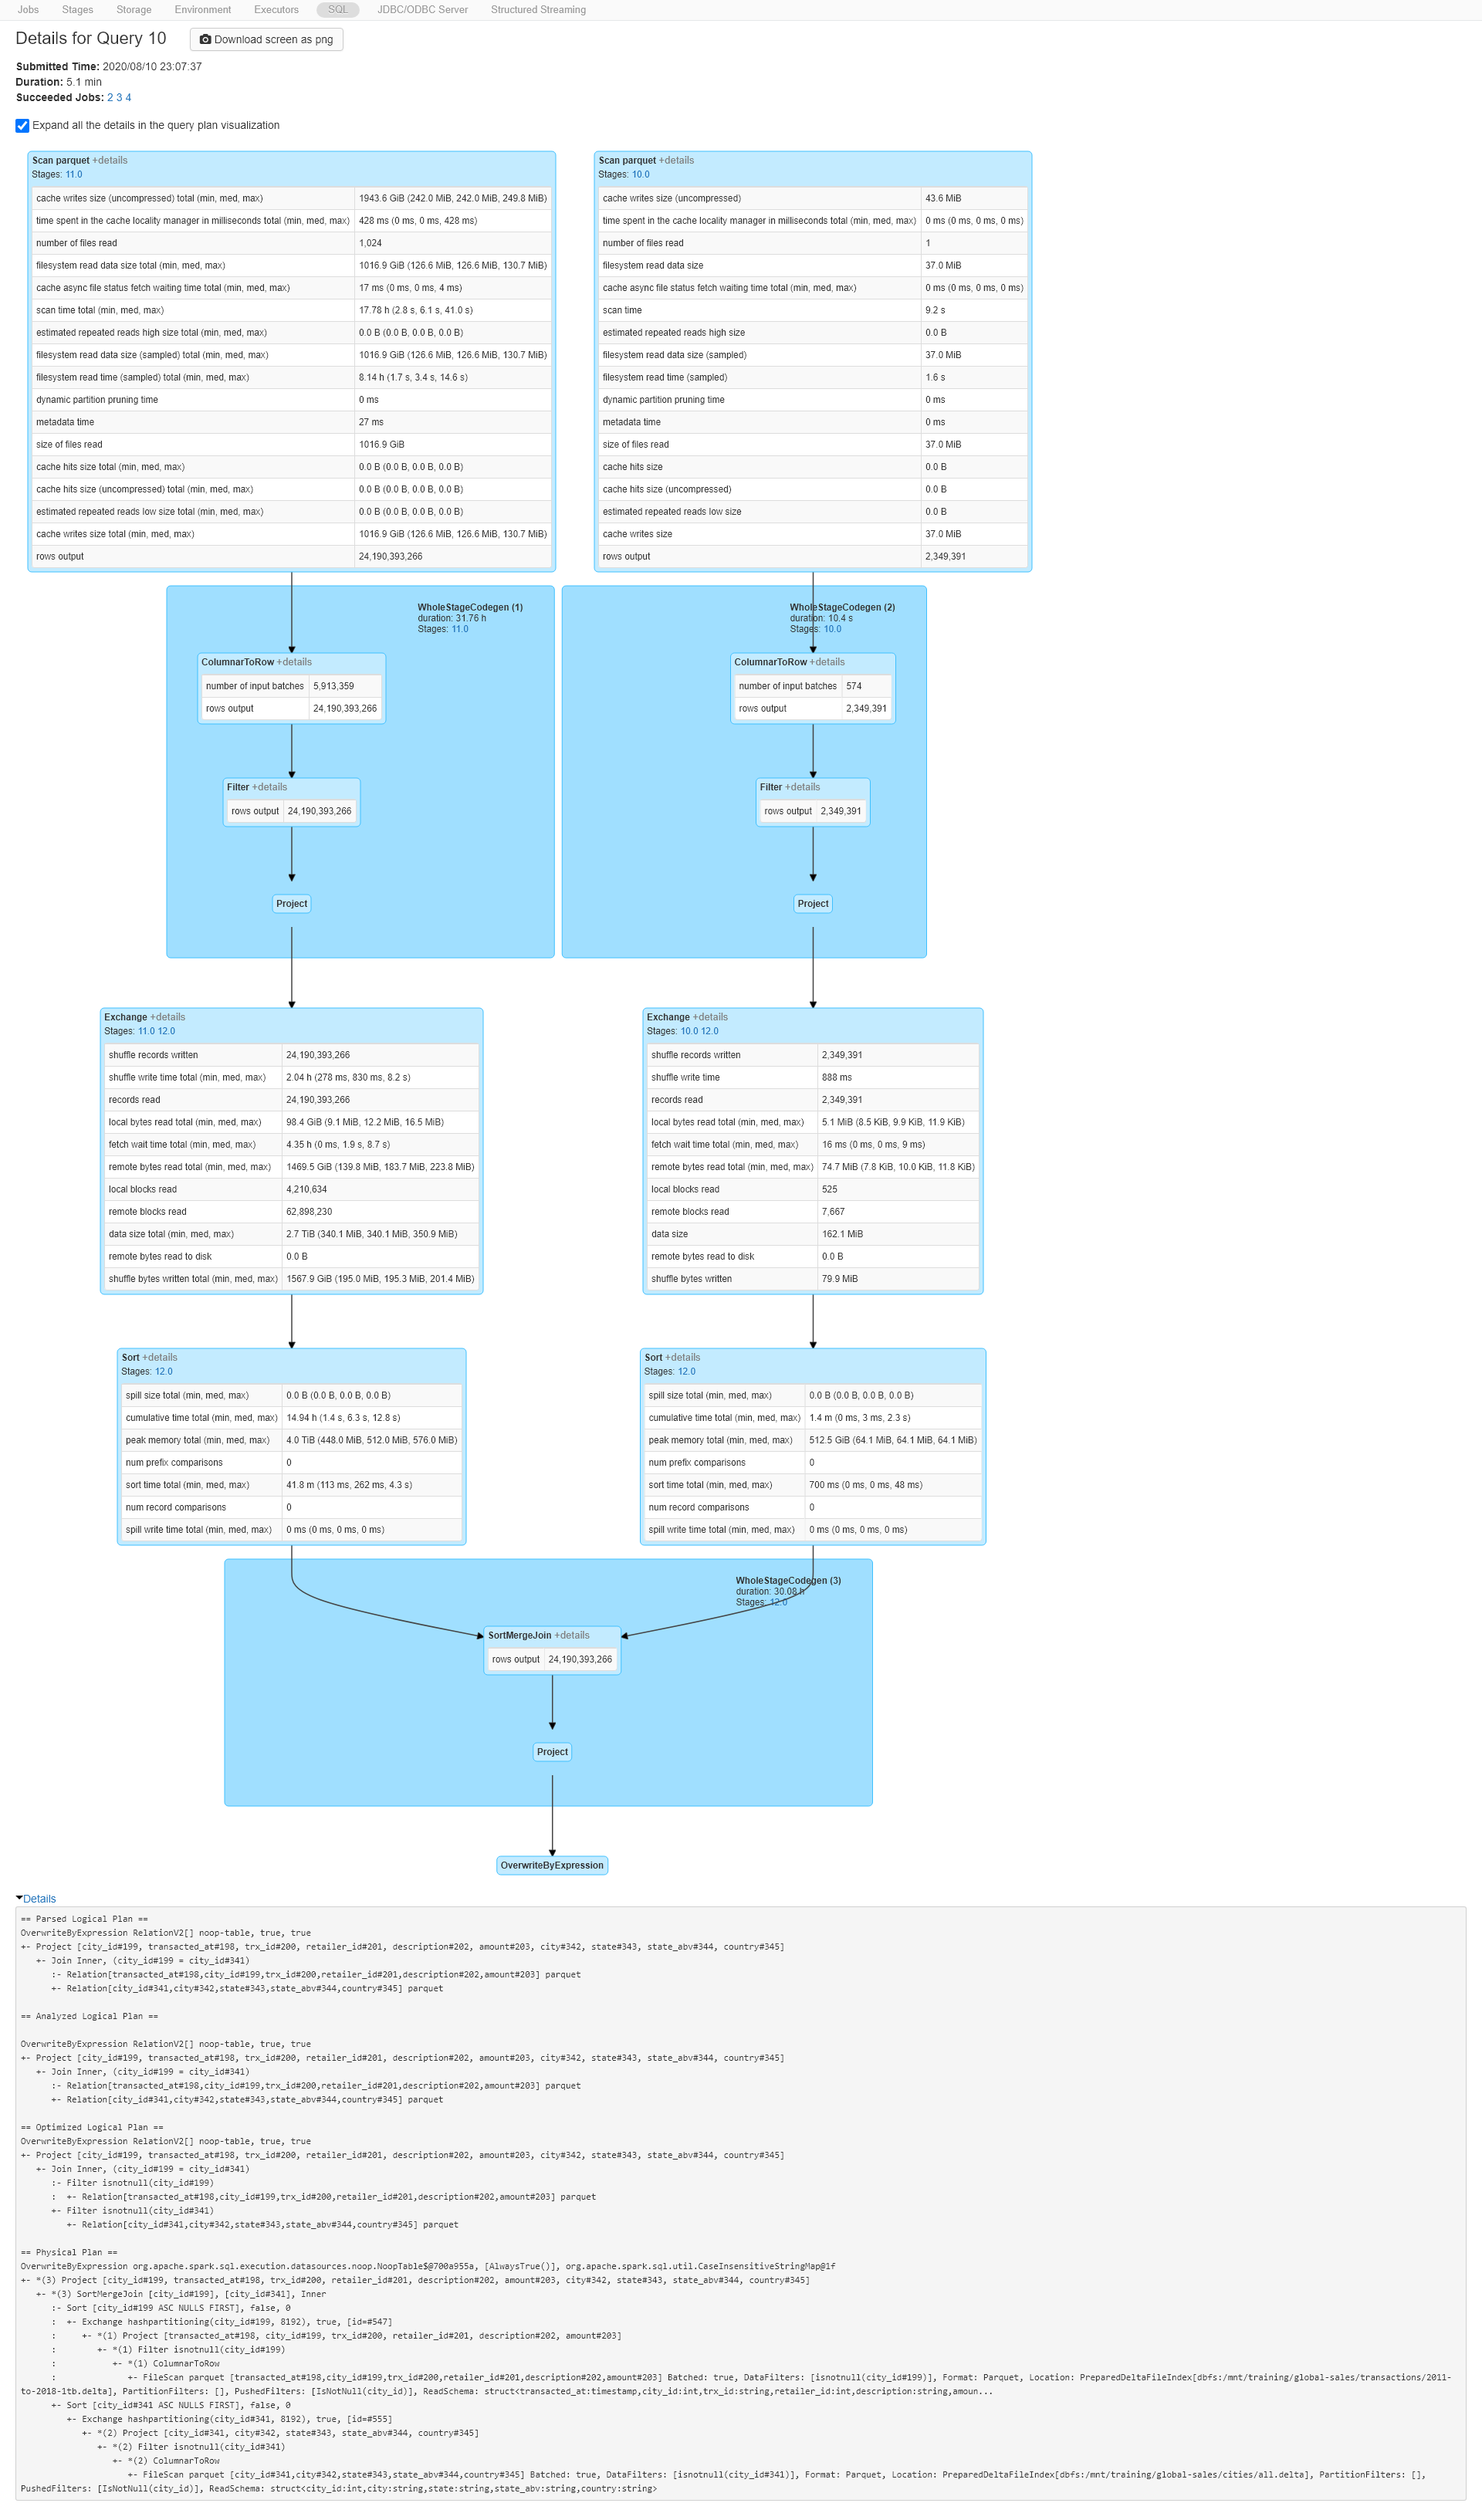 Jobs Stages Storage Environment Executors SQL JDBC/ODBC Server Structured Streaming
Details for Query 10 Download screen as png
Submitted Time: 2020/08/10 23:07:37
Duration: 5.1 min
Succeeded Jobs: 2 3 4
Expand all the details in the query plan visualization
Scan parquet +details
Stages: 11.0
cache writes size (uncompressed) total (min, med, max) 1943.6 GiB (242.0 MiB, 242.0 MiB, 249.8 MiB)
time spent in the cache locality manager in milliseconds total (min, med, max) 428 ms (0 ms, 0 ms, 428 ms)
number of files read 1,024
filesystem read data size total (min, med, max) 1016.9 GiB (126.6 MiB, 126.6 MiB, 130.7 MiB)
cache async file status fetch waiting time total (min, med, max) 17 ms (0 ms, 0 ms, 4 ms)
scan time total (min, med, max) 17.78 h (2.8 s, 6.1 s, 41.0 s)
estimated repeated reads high size total (min, med, max) 0.0 B (0.0 B, 0.0 B, 0.0 B)
filesystem read data size (sampled) total (min, med, max) 1016.9 GiB (126.6 MiB, 126.6 MiB, 130.7 MiB)
filesystem read time (sampled) total (min, med, max) 8.14 h (1.7 s, 3.4 s, 14.6 s)
dynamic partition pruning time 0 ms
metadata time 27 ms
size of files read 1016.9 GiB
cache hits size total (min, med, max) 0.0 B (0.0 B, 0.0 B, 0.0 B)
cache hits size (uncompressed) total (min, med, max) 0.0 B (0.0 B, 0.0 B, 0.0 B)
estimated repeated reads low size total (min, med, max) 0.0 B (0.0 B, 0.0 B, 0.0 B)
cache writes size total (min, med, max) 1016.9 GiB (126.6 MiB, 126.6 MiB, 130.7 MiB)
rows output 24,190,393,266
Scan parquet +details
Stages: 10.0
cache writes size (uncompressed) 43.6 MiB
time spent in the cache locality manager in milliseconds total (min, med, max) 0 ms (0 ms, 0 ms, 0 ms)
number of files read 1
filesystem read data size 37.0 MiB
cache async file status fetch waiting time total (min, med, max) 0 ms (0 ms, 0 ms, 0 ms)
scan time 9.2 s
estimated repeated reads high size 0.0 B
filesystem read data size (sampled) 37.0 MiB
filesystem read time (sampled) 1.6 s
dynamic partition pruning time 0 ms
metadata time 0 ms
size of files read 37.0 MiB
cache hits size 0.0 B
cache hits size (uncompressed) 0.0 B
estimated repeated reads low size 0.0 B
cache writes size 37.0 MiB
rows output 2,349,391
WholeStageCodegen (1)
duration: 31.76 h
Stages: 11.0
ColumnarToRow +details
number of input batches 5,913,359
rows output 24,190,393,266
Filter +details
rows output 24,190,393,266
Project
WholeStageCodegen (2)
duration: 10.4 s
Stages: 10.0
ColumnarToRow +details
number of input batches 574
rows output 2,349,391
Filter +details
rows output 2,349,391
Project
Exchange +details
Stages: 11.0 12.0
shuffle records written 24,190,393,266
shuffle write time total (min, med, max) 2.04 h (278 ms, 830 ms, 8.2 s)
records read 24,190,393,266
local bytes read total (min, med, max) 98.4 GiB (9.1 MiB, 12.2 MiB, 16.5 MiB)
fetch wait time total (min, med, max) 4.35 h (0 ms, 1.9 s, 8.7 s)
remote bytes read total (min, med, max) 1469.5 GiB (139.8 MiB, 183.7 MiB, 223.8 MiB)
local blocks read 4,210,634
remote blocks read 62,898,230
data size total (min, med, max) 2.7 TiB (340.1 MiB, 340.1 MiB, 350.9 MiB)
remote bytes read to disk 0.0 B
shuffle bytes written total (min, med, max) 1567.9 GiB (195.0 MiB, 195.3 MiB, 201.4 MiB)
Exchange +details
Stages: 10.0 12.0
shuffle records written 2,349,391
shuffle write time 888 ms
records read 2,349,391
local bytes read total (min, med, max) 5.1 MiB (8.5 KiB, 9.9 KiB, 11.9 KiB)
fetch wait time total (min, med, max) 16 ms (0 ms, 0 ms, 9 ms)
remote bytes read total (min, med, max) 74.7 MiB (7.8 KiB, 10.0 KiB, 11.8 KiB)
local blocks read 525
remote blocks read 7,667
data size 162.1 MiB
remote bytes read to disk 0.0 B
shuffle bytes written 79.9 MiB
Sort +details
Stages: 12.0
spill size total (min, med, max) 0.0 B (0.0 B, 0.0 B, 0.0 B)
cumulative time total (min, med, max) 14.94 h (1.4 s, 6.3 s, 12.8 s)
peak memory total (min, med, max) 4.0 TiB (448.0 MiB, 512.0 MiB, 576.0 MiB)
num prefix comparisons 0
sort time total (min, med, max) 41.8 m (113 ms, 262 ms, 4.3 s)
num record comparisons 0
spill write time total (min, med, max) 0 ms (0 ms, 0 ms, 0 ms)
Sort +details
Stages: 12.0
spill size total (min, med, max) 0.0 B (0.0 B, 0.0 B, 0.0 B)
cumulative time total (min, med, max) 1.4 m (0 ms, 3 ms, 2.3 s)
peak memory total (min, med, max) 512.5 GiB (64.1 MiB, 64.1 MiB, 64.1 MiB)
num prefix comparisons 0
sort time total (min, med, max) 700 ms (0 ms, 0 ms, 48 ms)
num record comparisons 0
spill write time total (min, med, max) 0 ms (0 ms, 0 ms, 0 ms)
WholeStageCodegen (3)
duration: 30.08 h
Stages: 12.0
SortMergeJoin +details
rows output 24,190,393,266
Project
OverwriteByExpression
Details
== Parsed Logical Plan ==
OverwriteByExpression RelationV2[] noop-table, true, true
+- Project [city_id#199, transacted_at#198, trx_id#200, retailer_id#201, description#202, amount#203, city#342, state#343, state_abv#344, country#345]
+- Join Inner, (city_id#199 = city_id#341)
:- Relation[transacted_at#198,city_id#199,trx_id#200,retailer_id#201,description#202,amount#203] parquet
+- Relation[city_id#341,city#342,state#343,state_abv#344,country#345] parquet
== Analyzed Logical Plan ==
OverwriteByExpression RelationV2[] noop-table, true, true
+- Project [city_id#199, transacted_at#198, trx_id#200, retailer_id#201, description#202, amount#203, city#342, state#343, state_abv#344, country#345]
+- Join Inner, (city_id#199 = city_id#341)
:- Relation[transacted_at#198,city_id#199,trx_id#200,retailer_id#201,description#202,amount#203] parquet
+- Relation[city_id#341,city#342,state#343,state_abv#344,country#345] parquet
== Optimized Logical Plan ==
OverwriteByExpression RelationV2[] noop-table, true, true
+- Project [city_id#199, transacted_at#198, trx_id#200, retailer_id#201, description#202, amount#203, city#342, state#343, state_abv#344, country#345]
+- Join Inner, (city_id#199 = city_id#341)
:- Filter isnotnull(city_id#199)
: +- Relation[transacted_at#198,city_id#199,trx_id#200,retailer_id#201,description#202,amount#203] parquet
+- Filter isnotnull(city_id#341)
+- Relation[city_id#341,city#342,state#343,state_abv#344,country#345] parquet
== Physical Plan ==
OverwriteByExpression org.apache.spark.sql.execution.datasources.noop.NoopTable$@700a955a, [AlwaysTrue()], org.apache.spark.sql.util.CaseInsensitiveStringMap@1f
+- *(3) Project [city_id#199, transacted_at#198, trx_id#200, retailer_id#201, description#202, amount#203, city#342, state#343, state_abv#344, country#345]
+- *(3) SortMergeJoin [city_id#199], [city_id#341], Inner
:- Sort [city_id#199 ASC NULLS FIRST], false, 0
: +- Exchange hashpartitioning(city_id#199, 8192), true, [id=#547]
: +- *(1) Project [transacted_at#198, city_id#199, trx_id#200, retailer_id#201, description#202, amount#203]
: +- *(1) Filter isnotnull(city_id#199)
: +- *(1) ColumnarToRow
: +- FileScan parquet [transacted_at#198,city_id#199,trx_id#200,retailer_id#201,description#202,amount#203] Batched: true, DataFilters: [isnotnull(city_id#199)], Format: Parquet, Location: PreparedDeltaFileIndex[dbfs:/mnt/training/global-sales/transactions/2011-
to-2018-1tb.delta], PartitionFilters: [], PushedFilters: [IsNotNull(city_id)], ReadSchema: struct<transacted_at:timestamp,city_id:int,trx_id:string,retailer_id:int,description:string,amoun...
+- Sort [city_id#341 ASC NULLS FIRST], false, 0
+- Exchange hashpartitioning(city_id#341, 8192), true, [id=#555]
+- *(2) Project [city_id#341, city#342, state#343, state_abv#344, country#345]
+- *(2) Filter isnotnull(city_id#341)
+- *(2) ColumnarToRow
+- FileScan parquet [city_id#341,city#342,state#343,state_abv#344,country#345] Batched: true, DataFilters: [isnotnull(city_id#341)], Format: Parquet, Location: PreparedDeltaFileIndex[dbfs:/mnt/training/global-sales/cities/all.delta], PartitionFilters: [],
PushedFilters: [IsNotNull(city_id)], ReadSchema: struct<city_id:int,city:string,state:string,state_abv:string,country:string>